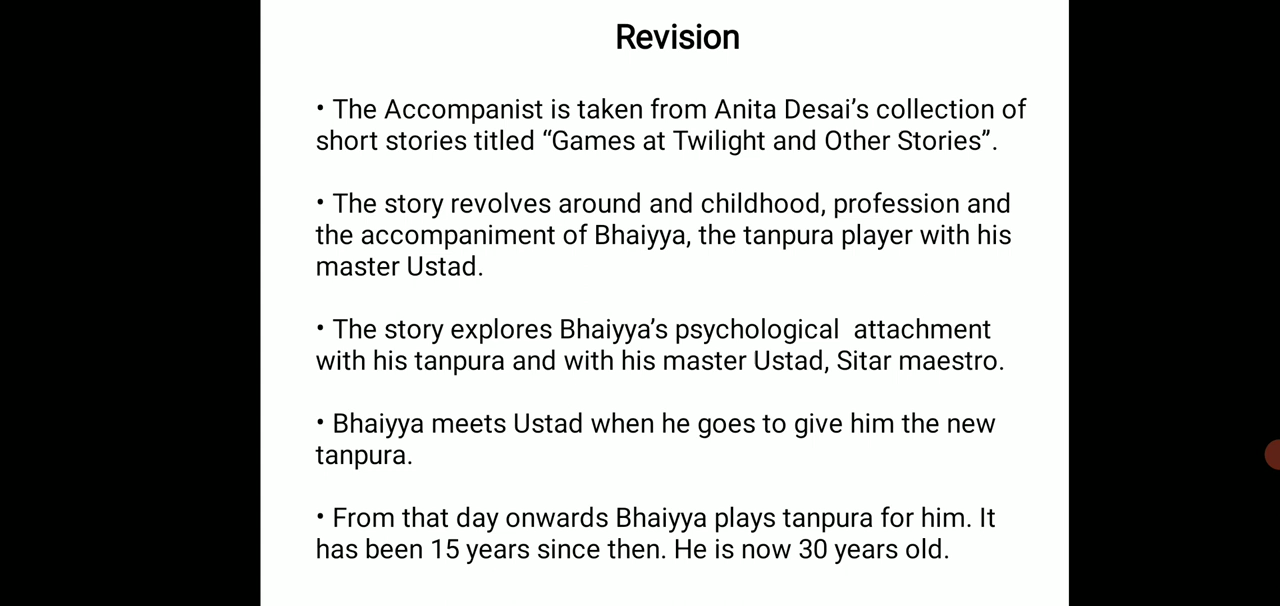 Revision
• The Accompanist is taken from Anita Desai’s collection of
short stories titled “Games at Twilight and Other Stories”.
• The story revolves around and childhood, profession and
the accompaniment of Bhaiyya, the tanpura player with his
master Ustad.
• The story explores Bhaiyya’s psychological  attachment
with his tanpura and with his master Ustad, Sitar maestro.
• Bhaiyya meets Ustad when he goes to give him the new
tanpura.
• From that day onwards Bhaiyya plays tanpura for him. It
has been 15 years since then. He is now 30 years old.